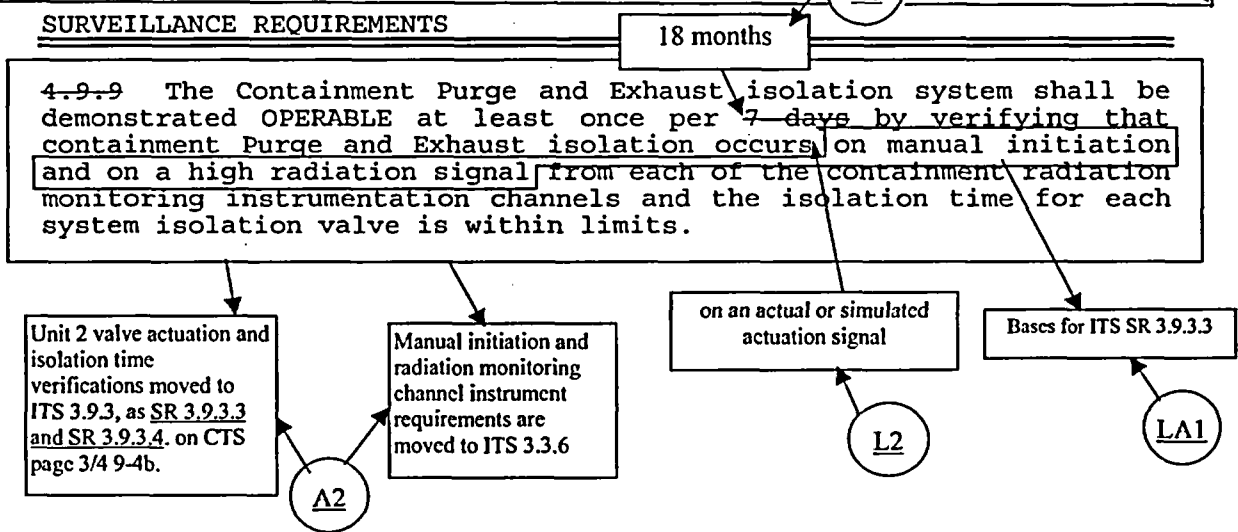 SURVEILLANCE REQUIREMENTS
18 months
4.9.9 The Containment Purge and Exhaust isolation system shall be
demonstrated OPERABLE at least once per 7 days by verifying that
containment Purge and Exhaust isolation occurs on manual initiation
and on a high radiation signal from each of the containment radiation
monitoring instrumentation channels and the isolation time for each
system isolation valve is within limits.
Unit 2 valve actuation and
isolation time
verifications moved to
ITS 3.9.3, as SR 3.9.3.3
and SR 3.9.3.4. on CTS
page 3/4 9-4b.
Manual initiation and
radiation monitoring
channel instrument
requirements are
moved to ITS 3.3.6
on an actual or simulated
actuation signal
Bases for ITS SR 3.9.3.3
A2
L2
LA1